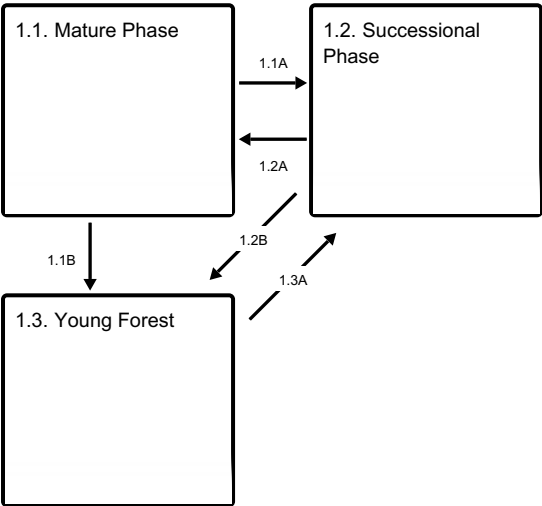 1.1. Mature Phase
1.2. Successional
Phase
1.1A
1.2A
1.2B
1.1B
1.3A
1.3. Young Forest